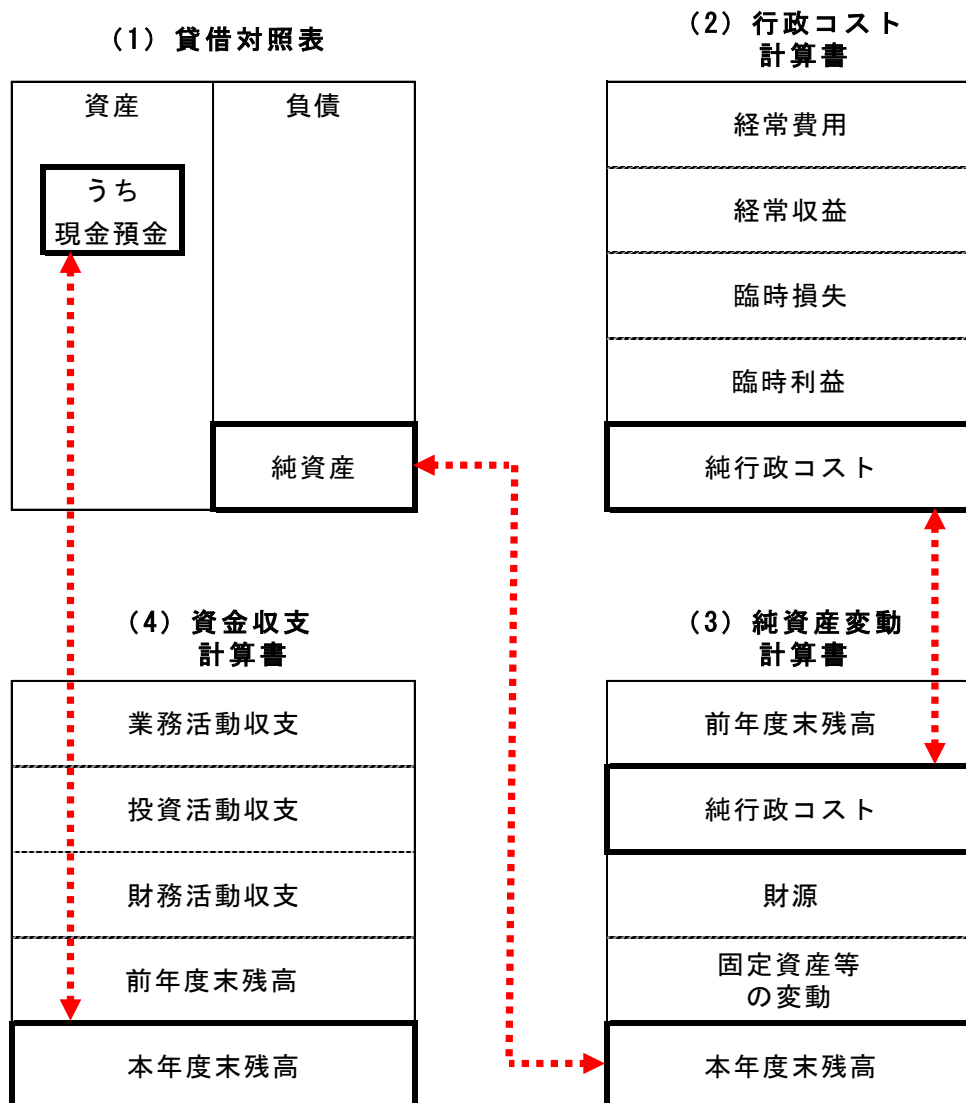 (1) 貸借対照表
資産
負債
うち
現金預金
純資産
(2) 行政コスト
計算書
経常費用
経常収益
臨時損失
臨時利益
純行政コスト
(4) 資金収支
計算書
業務活動収支
投資活動収支
財務活動収支
前年度末残高
本年度末残高
(3) 純資産変動
計算書
前年度末残高
純行政コスト
財源
固定資産等
の変動
本年度末残高